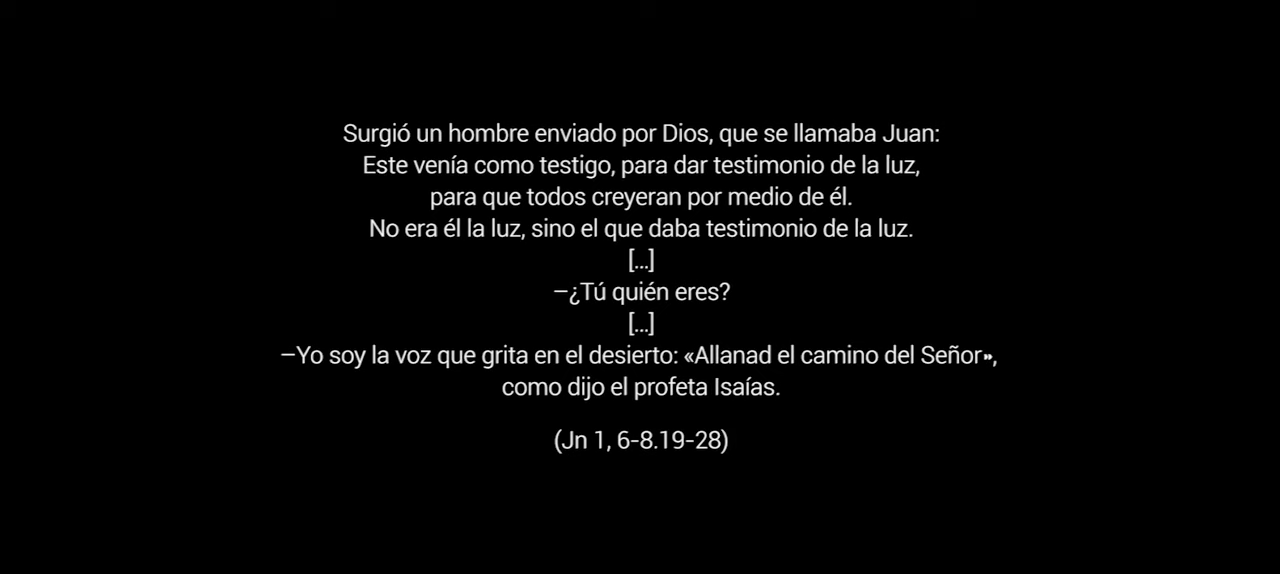 Surgió un hombre enviado por Dios, que se llamaba Juan:
Este venía como testigo, para dar testimonio de la luz,
para que todos creyeran por medio de él.
No era él la luz, sino el que daba testimonio de la luz.
[...]
–¿Tú quién eres?
[...]
–Yo soy la voz que grita en el desierto: «Allanad el camino del Señor»,
como dijo el profeta Isaías.
(Jn 1, 6-8.19-28)